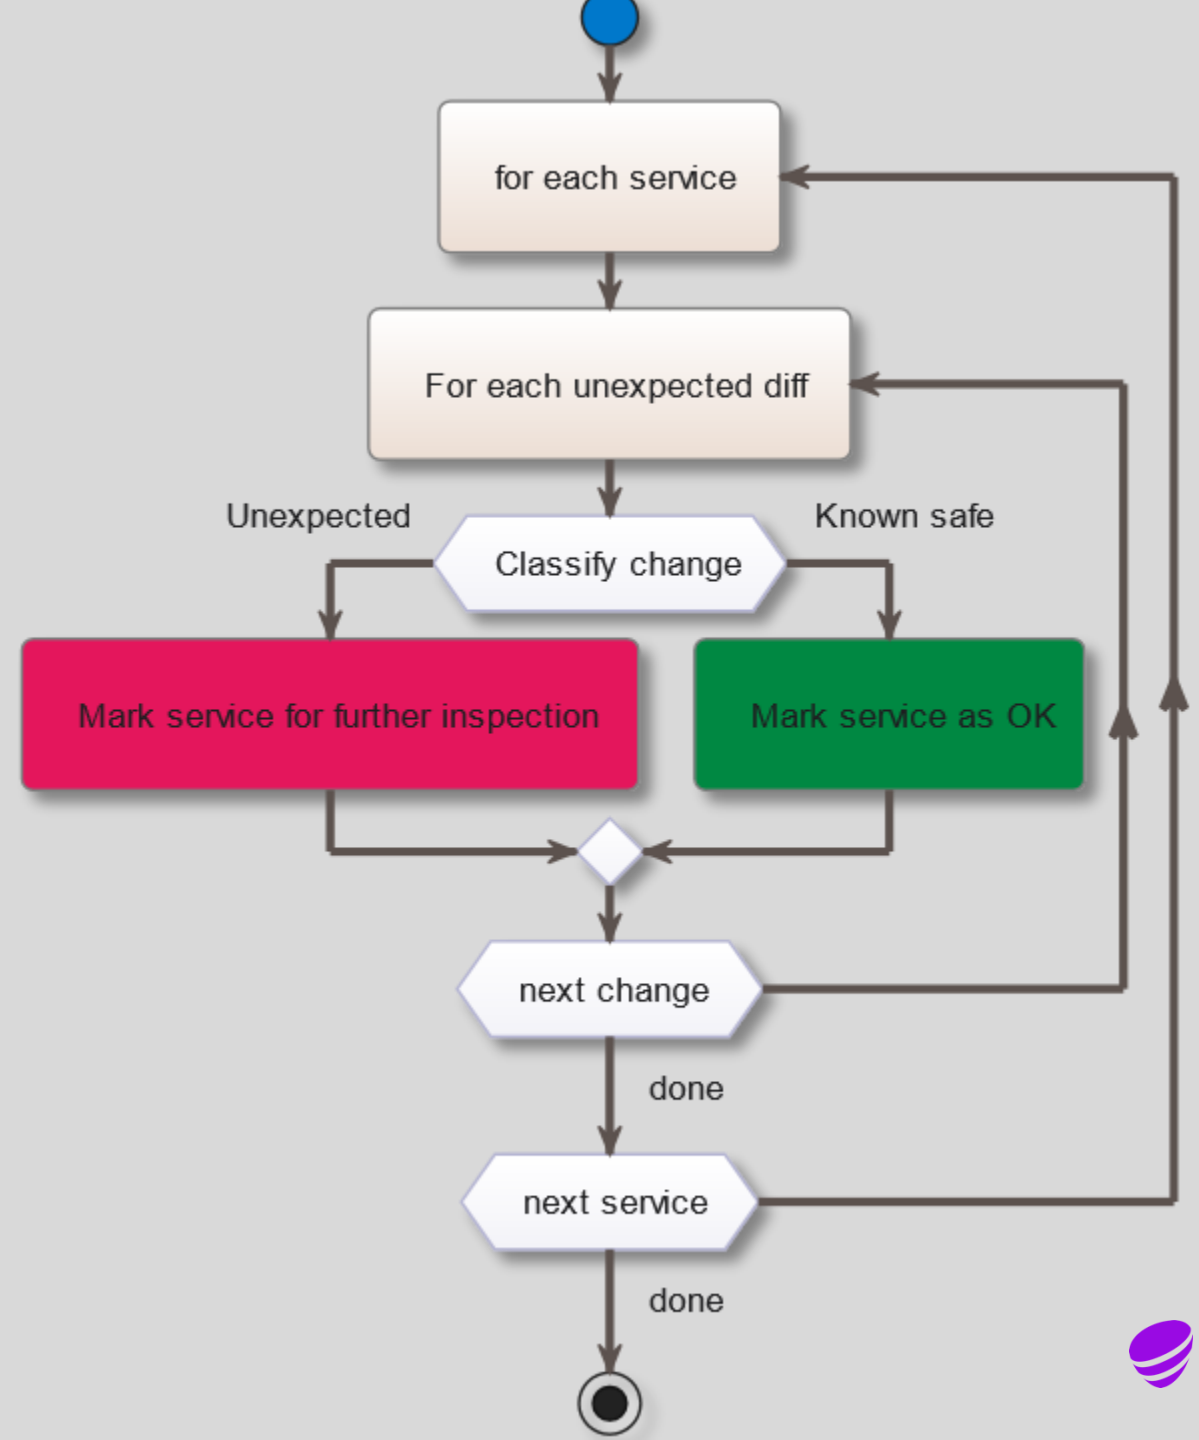 for each service
For each unexpected diff
Unexpected
Known safe
Classify change
Mark service for further inspection
Mark service as OK
next change
done
next service
done